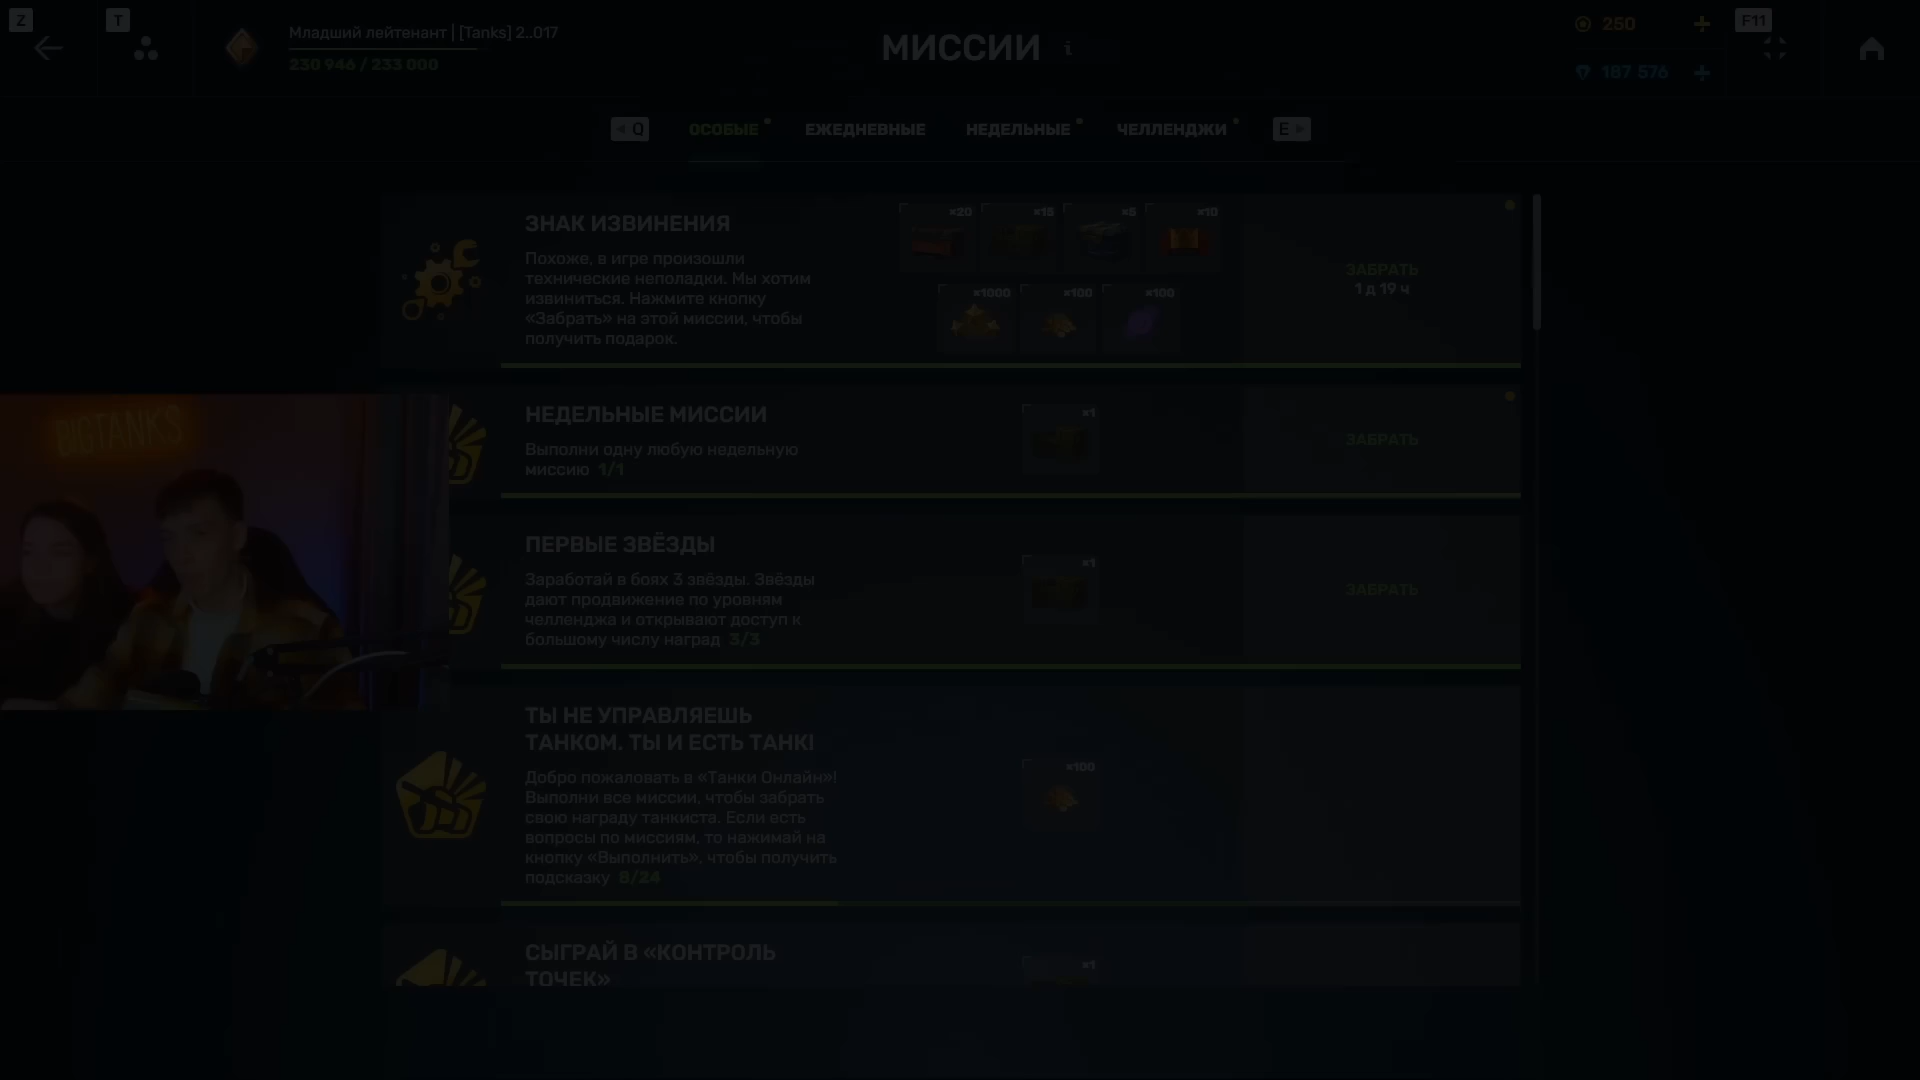 Z
T
Младший лейтенант | [Tanks] 2..017
230 946 / 233 000
МИССИИ i
250
F11
187 576
Q
ОСОБЫЕ
ЕЖЕДНЕВНЫЕ
НЕДЕЛЬНЫЕ
ЧЕЛЛЕНДЖИ
E
ЗНАК ИЗВИНЕНИЯ
Похоже, в игре произошли
технические неполадки. Мы хотим
извиниться. Нажмите кнопку
«Забрать» на этой миссии, чтобы
получить подарок.
×20
×15
×5
×10
×1000
×100
×100
ЗАБРАТЬ
1 д 19 ч
НЕДЕЛЬНЫЕ МИССИИ
Выполни одну любую недельную
миссию 1/1
×1
ЗАБРАТЬ
BIGTANKS
ПЕРВЫЕ ЗВЁЗДЫ
Заработай в боях 3 звёзды. Звёзды
дают продвижение по уровням
челленджа и открывают доступ к
большому числу наград 3/3
×1
ЗАБРАТЬ
ТЫ НЕ УПРАВЛЯЕШЬ
ТАНКОМ. ТЫ И ЕСТЬ ТАНК!
Добро пожаловать в «Танки Онлайн»!
Выполни все миссии, чтобы забрать
свою награду танкиста. Если есть
вопросы по миссиям, то нажимай на
кнопку «Выполнить», чтобы получить
подсказку 8/24
×100
СЫГРАЙ В «КОНТРОЛЬ
ТОЧЕК»
×1